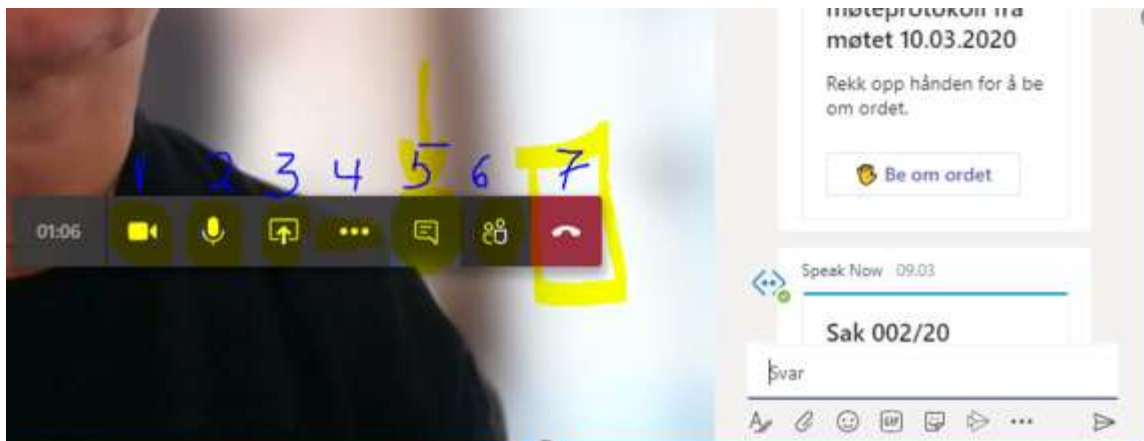 1 2 3 4 5 6 7
01:06
møteprotokoll fra
møtet 10.03.2020
Rekk opp hånden for å be
om ordet.
Be om ordet
Speak Now 09.03
Sak 002/20
Svar
GIF